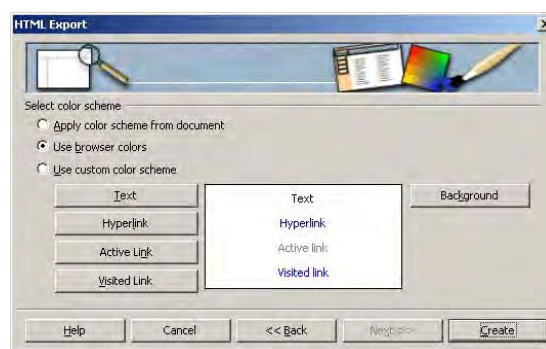 HTML Export
Select color scheme
Apply color scheme from document
Use browser colors
Use custom color scheme
Text Text Background
Hyperlink Hyperlink
Active Link Active link
Visited Link Visited link
Help Cancel << Back Next >> Create